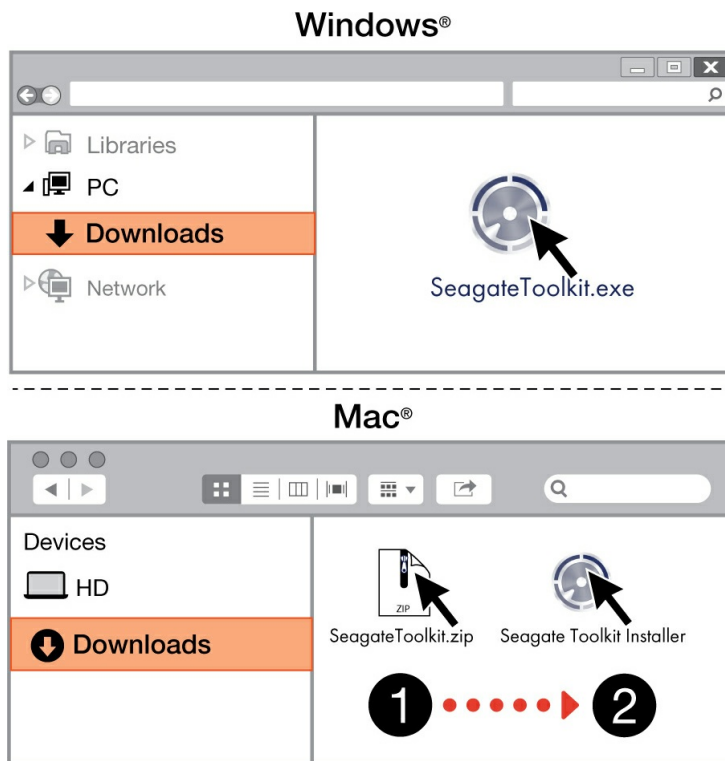 Windows®
Libraries
PC
Downloads
Network
SeagateToolkit.exe
Mac®
Devices
HD
Downloads
ZIP
SeagateToolkit.zip
Seagate Toolkit Installer
1
2